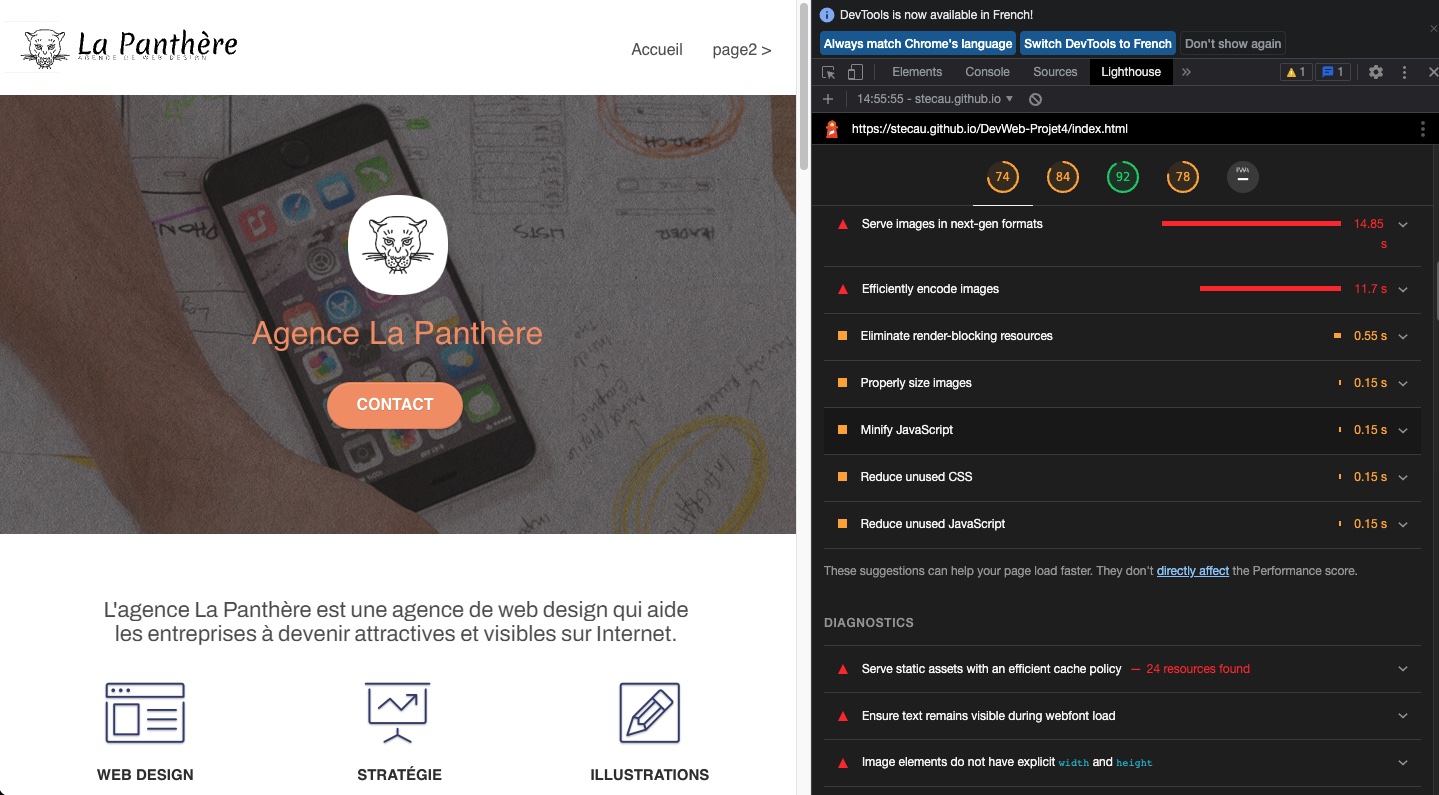 La Panthère
AGENCE DE WEB DESIGN
Accueil
page2 >
Agence La Panthère
CONTACT
L'agence La Panthère est une agence de web design qui aide
les entreprises à devenir attractives et visibles sur Internet.
WEB DESIGN
STRATÉGIE
ILLUSTRATIONS
DevTools is now available in French!
Always match Chrome's language
Switch DevTools to French
Don't show again
Elements
Console
Sources
Lighthouse
»
1
1
14:55:55 - stecau.github.io
https://stecau.github.io/DevWeb-Projet4/index.html
74
84
92
78
PWA
Serve images in next-gen formats
14.85
s
Efficiently encode images
11.7 s
Eliminate render-blocking resources
0.55 s
Properly size images
0.15 s
Minify JavaScript
0.15 s
Reduce unused CSS
0.15 s
Reduce unused JavaScript
0.15 s
These suggestions can help your page load faster. They don't directly affect the Performance score.
DIAGNOSTICS
Serve static assets with an efficient cache policy — 24 resources found
Ensure text remains visible during webfont load
Image elements do not have explicit width and height